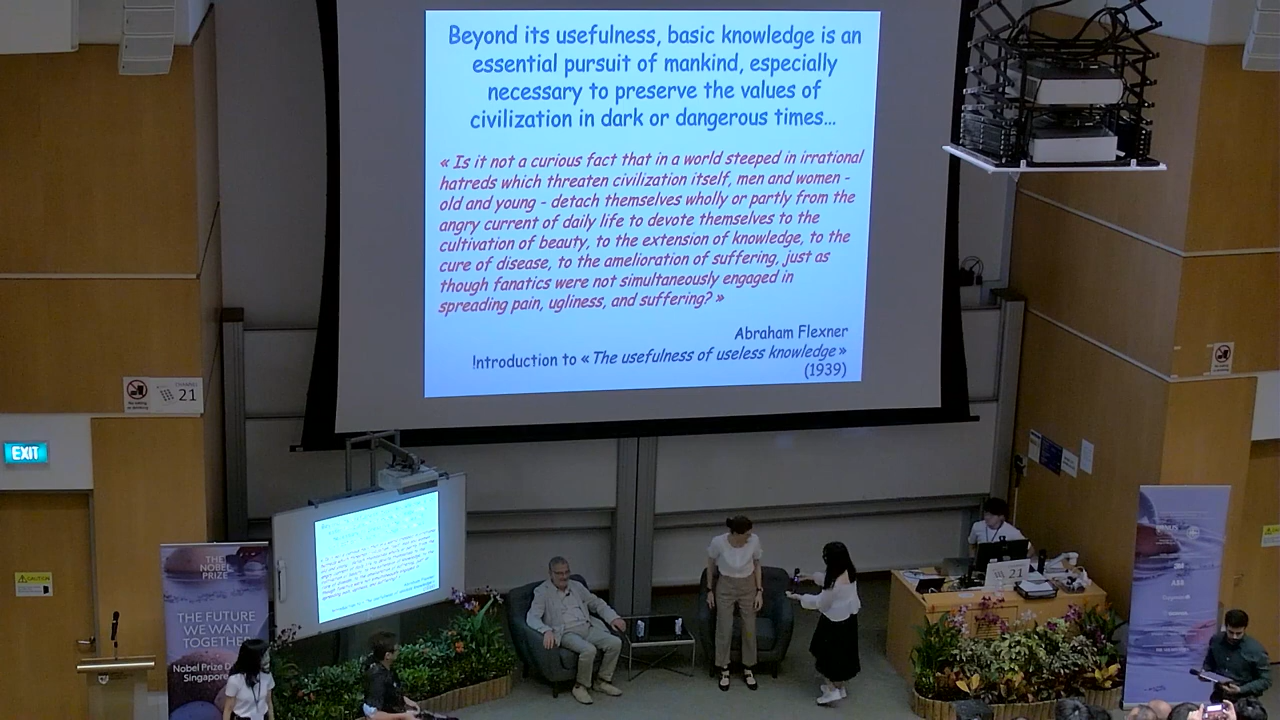 Beyond its usefulness, basic knowledge is an
essential pursuit of mankind, especially
necessary to preserve the values of
civilization in dark or dangerous times...
« Is it not a curious fact that in a world steeped in irrational
hatreds which threaten civilization itself, men and women -
old and young - detach themselves wholly or partly from the
angry current of daily life to devote themselves to the
cultivation of beauty, to the extension of knowledge, to the
cure of disease, to the amelioration of suffering, just as
though fanatics were not simultaneously engaged in
spreading pain, ugliness, and suffering? »
Abraham Flexner
Introduction to « The usefulness of useless knowledge »
(1939)
21
EXIT
CAUTION
THE
NOBEL
PRIZE
THE FUTURE
WE WANT
TOGETHER
Nobel Prize D
Singapore
21
ABB